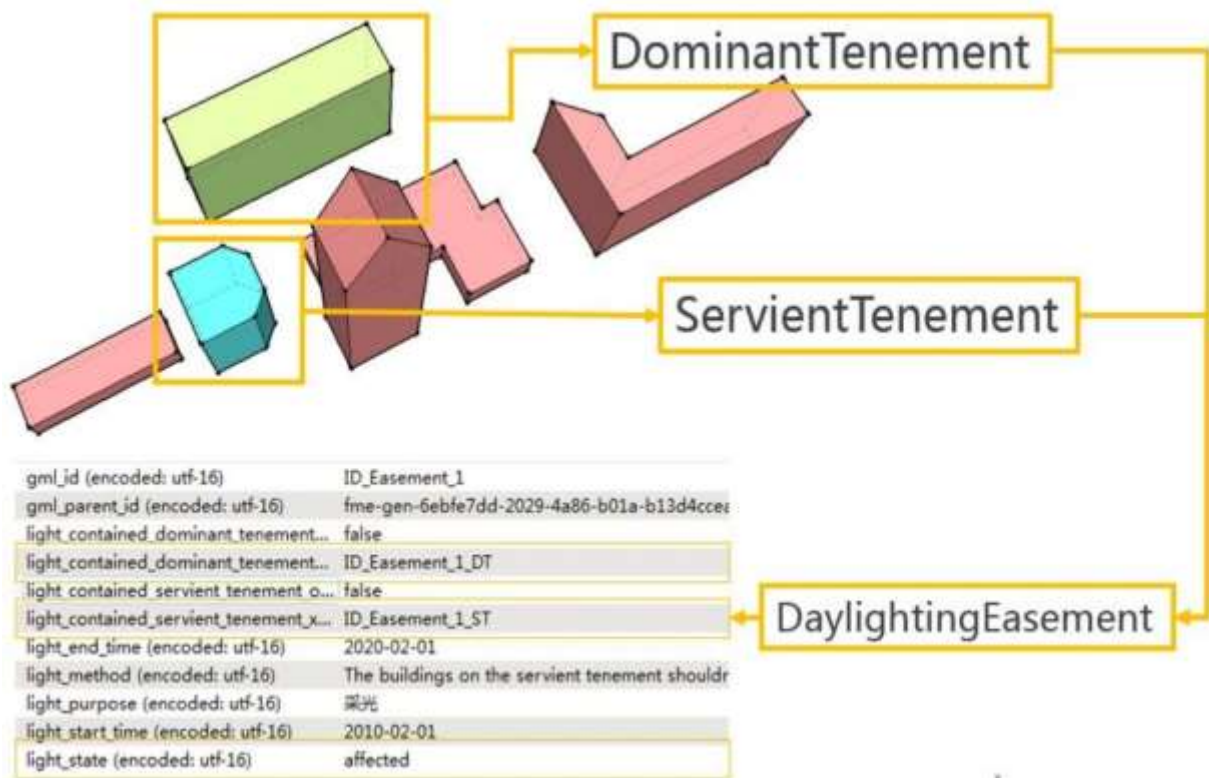 DominantTenement
ServientTenement
gml_id (encoded: utf-16) ID_Easement_1
gml_parent_id (encoded: utf-16) fme-gen-6ebfe7dd-2029-4a86-b01a-b13d4ccea
light_contained_dominant_tenement... false
light_contained_dominant_tenement... ID_Easement_1_DT
light_contained_servient_tenement_o... false
light_contained_servient_tenement_x... ID_Easement_1_ST
DaylightingEasement
light_end_time (encoded: utf-16) 2020-02-01
light_method (encoded: utf-16) The buildings on the servient tenement shouldr
light_purpose (encoded: utf-16) 采光
light_start_time (encoded: utf-16) 2010-02-01
light_state (encoded: utf-16) affected